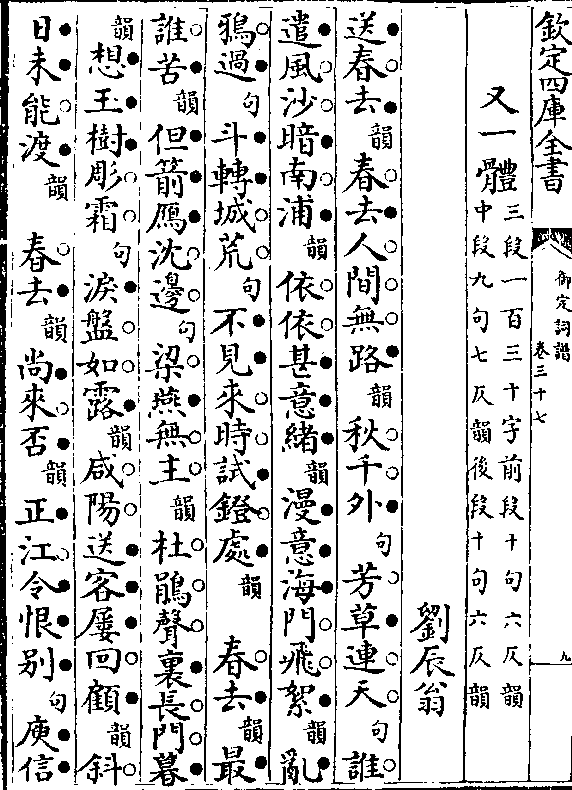 欽定四庫全書
御定詞譜
卷三十七
九
又一體
三段一百三十字前段十句六仄韻
中段九句七仄韻後段十句六仄韻
劉辰翁
送春去韻春去人間無路韻秋千外句芳草連天句誰
遣風沙暗南浦韻依依甚意緒韻漫意海門飛絮韻亂
鴉過句斗轉城荒句不見來時試鐙處韻 春去韻最
誰苦韻但箭鴈沈邊句梁燕無主韻杜鵑聲裏長門暮
韻想玉樹彫霜句淚盤如露韻咸陽送客屢回顧韻斜
日未能渡韻 春去韻尚來否韻正江令恨别句庾信